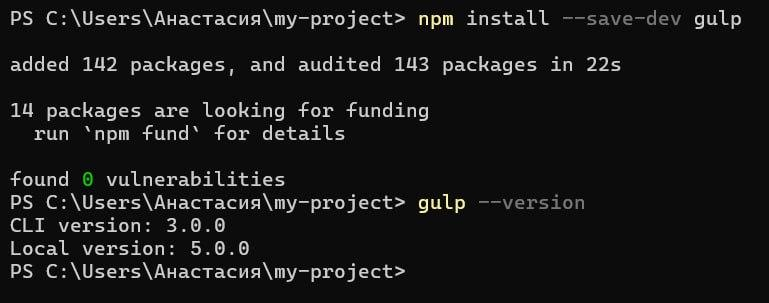 PS C:\Users\Анастасия\my-project> npm install --save-dev gulp
added 142 packages, and audited 143 packages in 22s
14 packages are looking for funding
  run `npm fund` for details
found 0 vulnerabilities
PS C:\Users\Анастасия\my-project> gulp --version
CLI version: 3.0.0
Local version: 5.0.0
PS C:\Users\Анастасия\my-project>